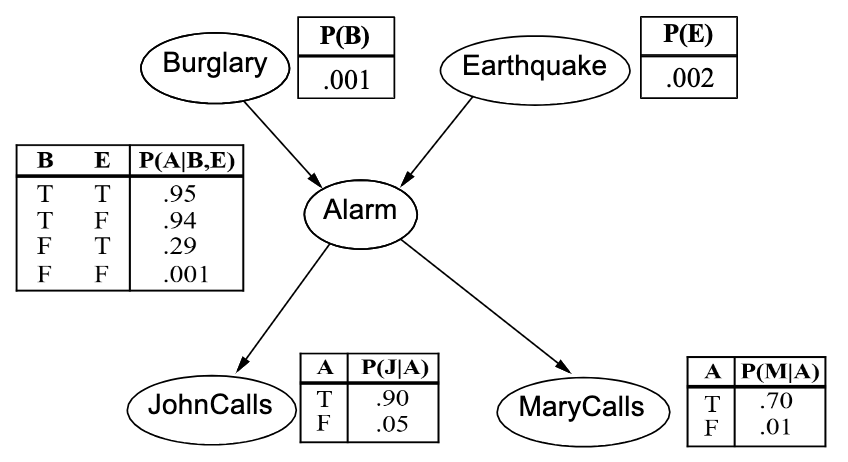 Burglary
P(B)
.001
Earthquake
P(E)
.002
B E P(A|B,E)
T T .95
T F .94
F T .29
F F .001
Alarm
JohnCalls
A P(J|A)
T .90
F .05
MaryCalls
A P(M|A)
T .70
F .01